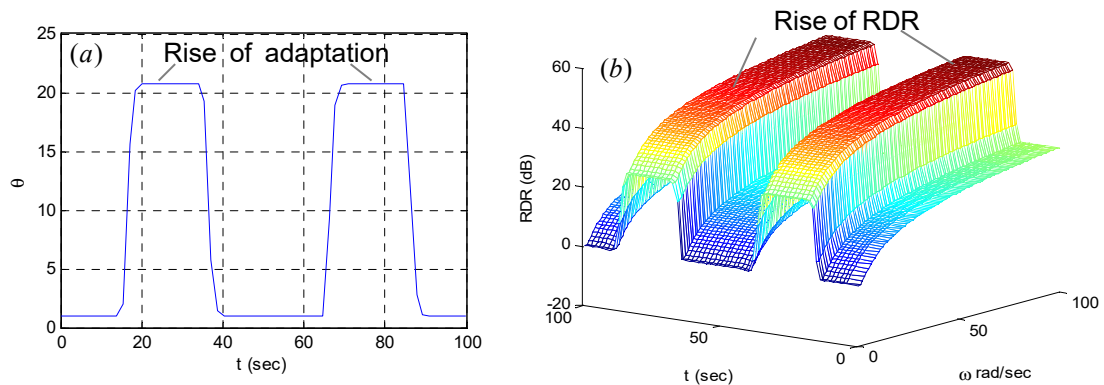 (a)
Rise of adaptation
25
20
15
10
5
0
θ
0 20 40 60 80 100
t (sec)
Rise of RDR
(b)
60
40
20
0
-20
RDR (dB)
100
50
0
t (sec)
0
50
100
ω rad/sec